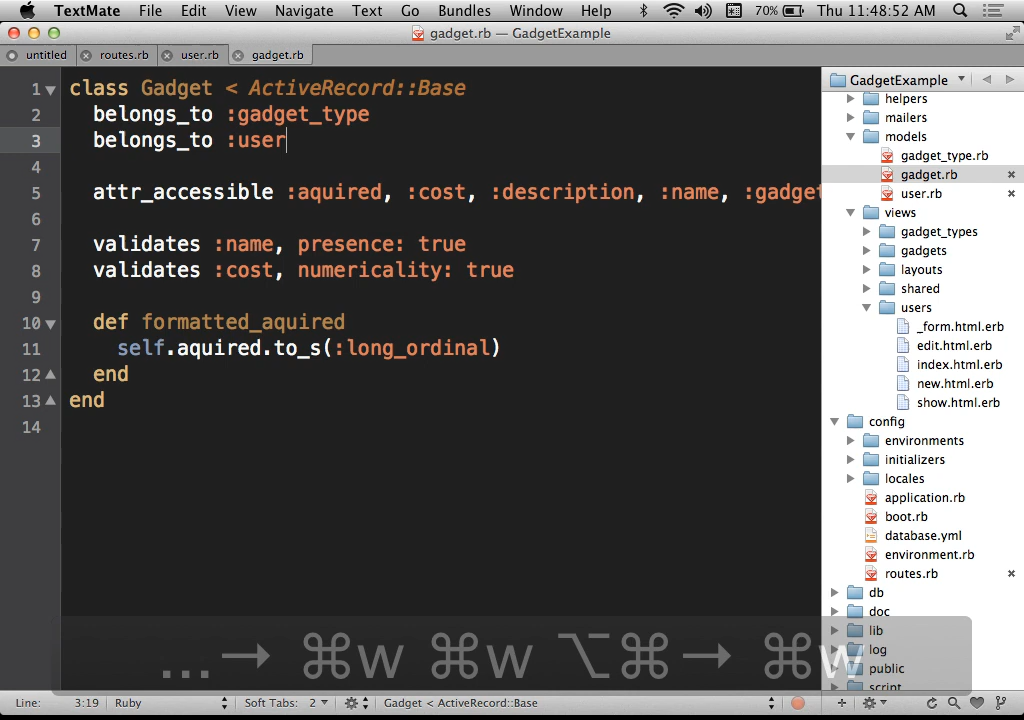 TextMate File Edit View Navigate Text Go Bundles Window Help 70% Thu 11:48:52 AM
gadget.rb — GadgetExample
untitled routes.rb user.rb gadget.rb
1 class Gadget < ActiveRecord::Base
2 belongs_to :gadget_type
3 belongs_to :user
4
5 attr_accessible :aquired, :cost, :description, :name, :gadget
6
7 validates :name, presence: true
8 validates :cost, numericality: true
9
10 def formatted_aquired
11 self.aquired.to_s(:long_ordinal)
12 end
13 end
14
GadgetExample
helpers
mailers
models
gadget_type.rb
gadget.rb
user.rb
views
gadget_types
gadgets
layouts
shared
users
_form.html.erb
edit.html.erb
index.html.erb
new.html.erb
show.html.erb
config
environments
initializers
locales
application.rb
boot.rb
database.yml
environment.rb
routes.rb
db
doc
lib
log
public
script
...→ ⌘w ⌘w ⌥⌘→ ⌘w
Line: 3:19 Ruby Soft Tabs: 2 Gadget < ActiveRecord::Base